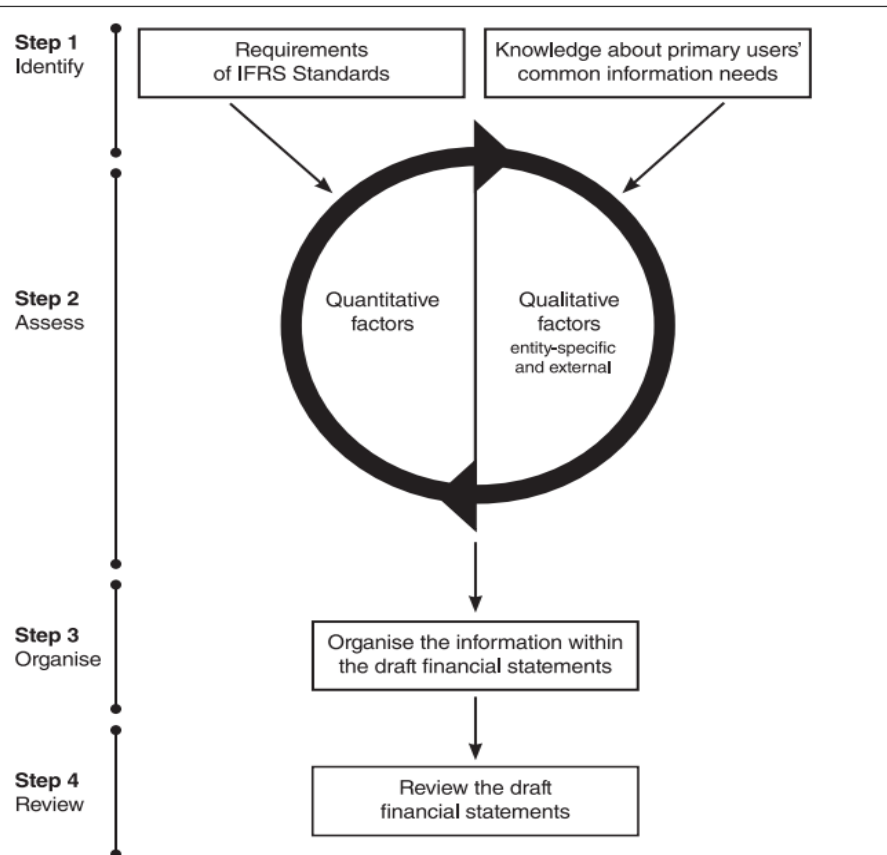 Step 1
Identify
Requirements
of IFRS Standards
Knowledge about primary users’
common information needs
Step 2
Assess
Quantitative
factors
Qualitative
factors
entity-specific
and external
Step 3
Organise
Organise the information within
the draft financial statements
Step 4
Review
Review the draft
financial statements